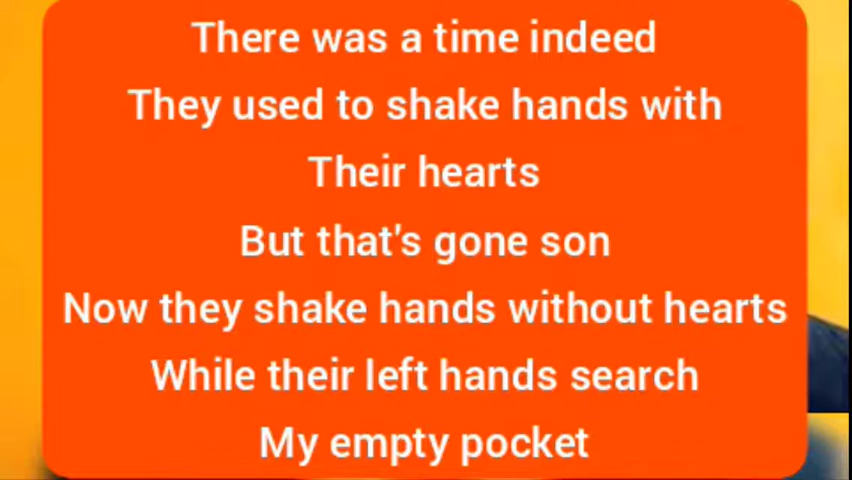 There was a time indeed
They used to shake hands with
Their hearts
But that's gone son
Now they shake hands without hearts
While their left hands search
My empty pocket